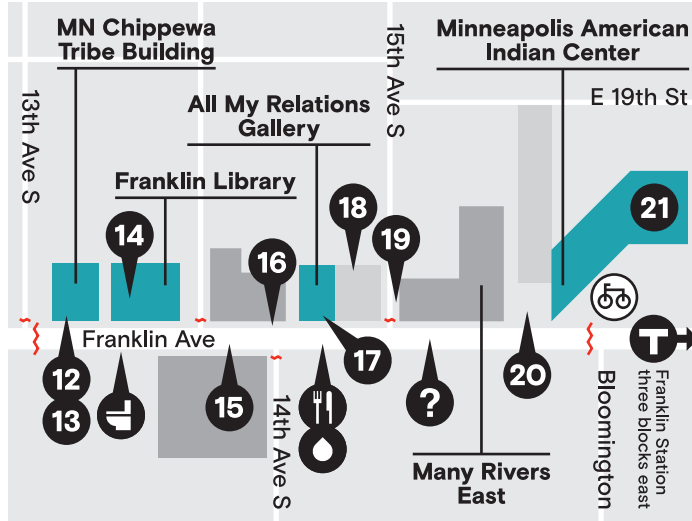 MN Chippewa
Tribe Building
Minneapolis American
Indian Center
15th Ave S
E 19th St
13th Ave S
All My Relations
Gallery
Franklin Library
21
18
14
19
16
Franklin Ave
17
T
12
13
15
20
?
14th Ave S
Bloomington
Franklin Station
three blocks east
Many Rivers
East